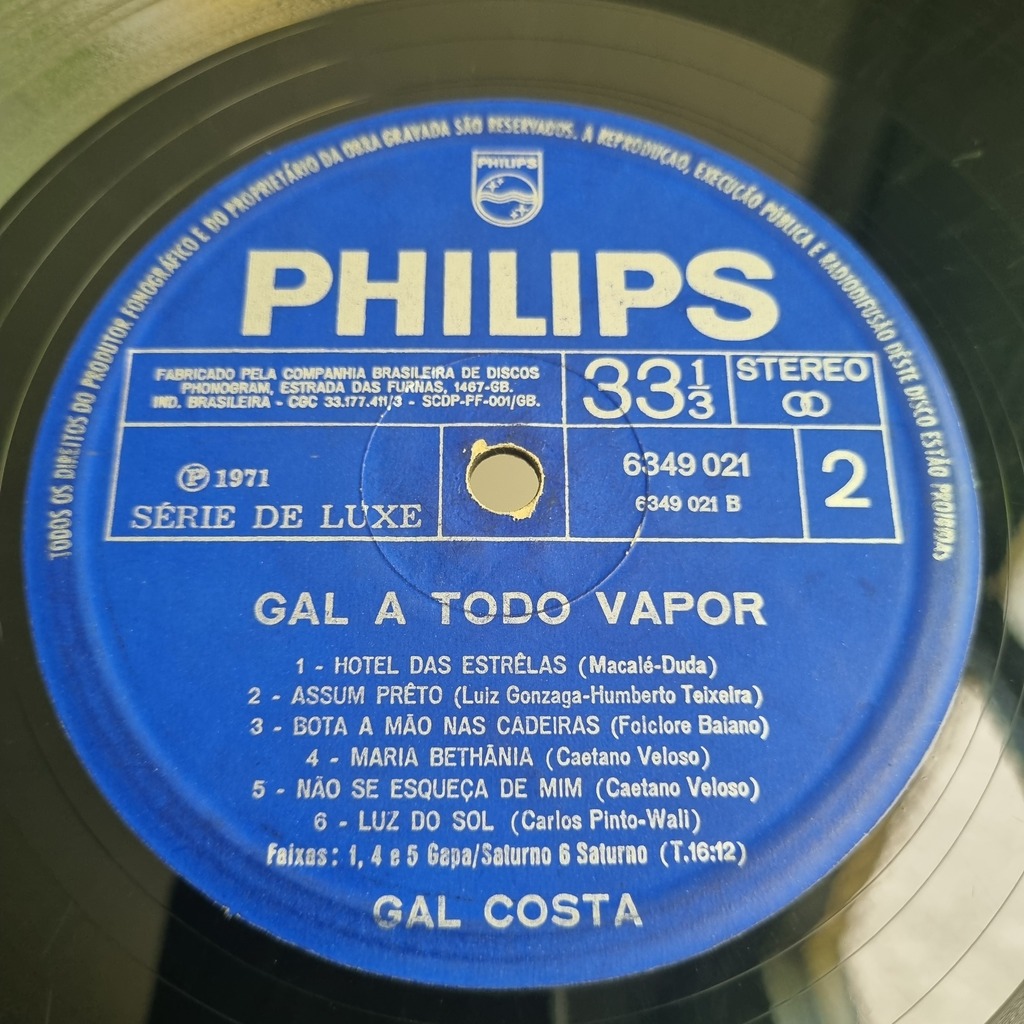 TODOS OS DIREITOS DO PRODUTOR FONOGRÁFICO E DO PROPRIETÁRIO DA OBRA GRAVADA SÃO RESERVADOS. A REPRODUÇÃO, EXECUÇÃO PÚBLICA E RADIODIFUSÃO DÊSTE DISCO ESTÃO PROIBIDAS
PHILIPS
PHILIPS
FABRICADO PELA COMPANHIA BRASILEIRA DE DISCOS
PHONOGRAM, ESTRADA DAS FURNAS, 1467-GB.
IND. BRASILEIRA - CGC 33.177.411/3 - SCDP-PF-001/GB.
33 1/3
STEREO
Ⓟ 1971
SÉRIE DE LUXE
6349 021
6349 021 B
2
GAL A TODO VAPOR
1 - HOTEL DAS ESTRÊLAS (Macalé-Duda)
2 - ASSUM PRÊTO (Luiz Gonzaga-Humberto Teixeira)
3 - BOTA A MÃO NAS CADEIRAS (Folclore Baiano)
4 - MARIA BETHÂNIA (Caetano Veloso)
5 - NÃO SE ESQUEÇA DE MIM (Caetano Veloso)
6 - LUZ DO SOL (Carlos Pinto-Wali)
Faixas: 1, 4 e 5 Gapa/Saturno 6 Saturno (T.16:12)
GAL COSTA